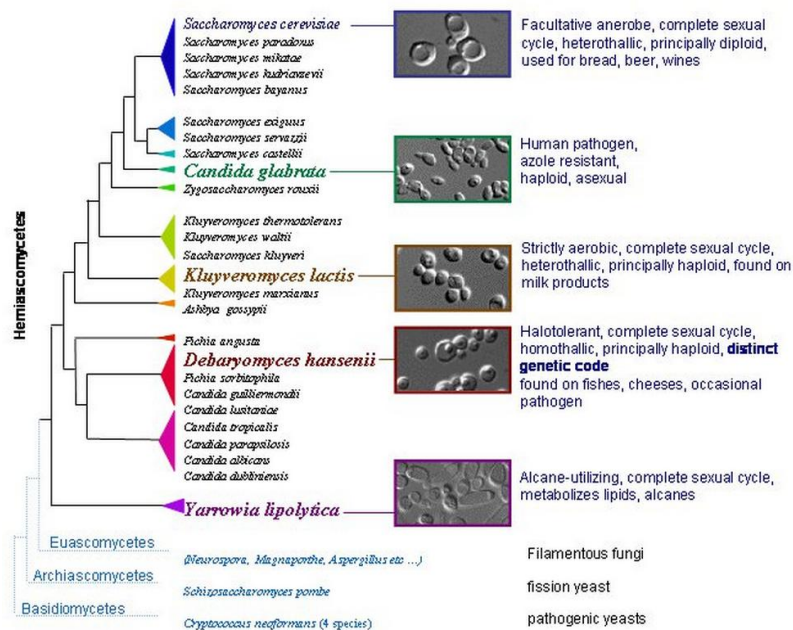 Saccharomyces cerevisiae
Facultative anerobe, complete sexual
cycle, heterothallic, principally diploid,
used for bread, beer, wines
Saccharomyces paradoxus
Saccharomyces mikatae
Saccharomyces kudriavzevii
Saccharomyces bayanus
Saccharomyces exiguus
Saccharomyces servazzii
Saccharomyces castellii
Candida glabrata
Human pathogen,
azole resistant,
haploid, asexual
Zygosaccharomyces rouxii
Hemiascomycetes
Kluyveromyces thermotolerans
Kluyveromyces waltii
Saccharomyces kluyveri
Kluyveromyces lactis
Strictly aerobic, complete sexual cycle,
heterothallic, principally haploid, found on
milk products
Kluyveromyces marxianus
Ashbya gossypii
Pichia angusta
Debaryomyces hansenii
Halotolerant, complete sexual cycle,
homothallic, principally haploid, distinct
genetic code
found on fishes, cheeses, occasional
pathogen
Pichia sorbitophila
Candida guilliermondii
Candida lusitaniae
Candida tropicalis
Candida parapsilosis
Candida albicans
Candida dubliniensis
Yarrowia lipolytica
Alcane-utilizing, complete sexual cycle,
metabolizes lipids, alcanes
Euascomycetes
(Neurospora, Magnaporthe, Aspergillus etc ...)
Filamentous fungi
Archiascomycetes
Schizosaccharomyces pombe
fission yeast
Basidiomycetes
Cryptococcus neoformans (4 species)
pathogenic yeasts